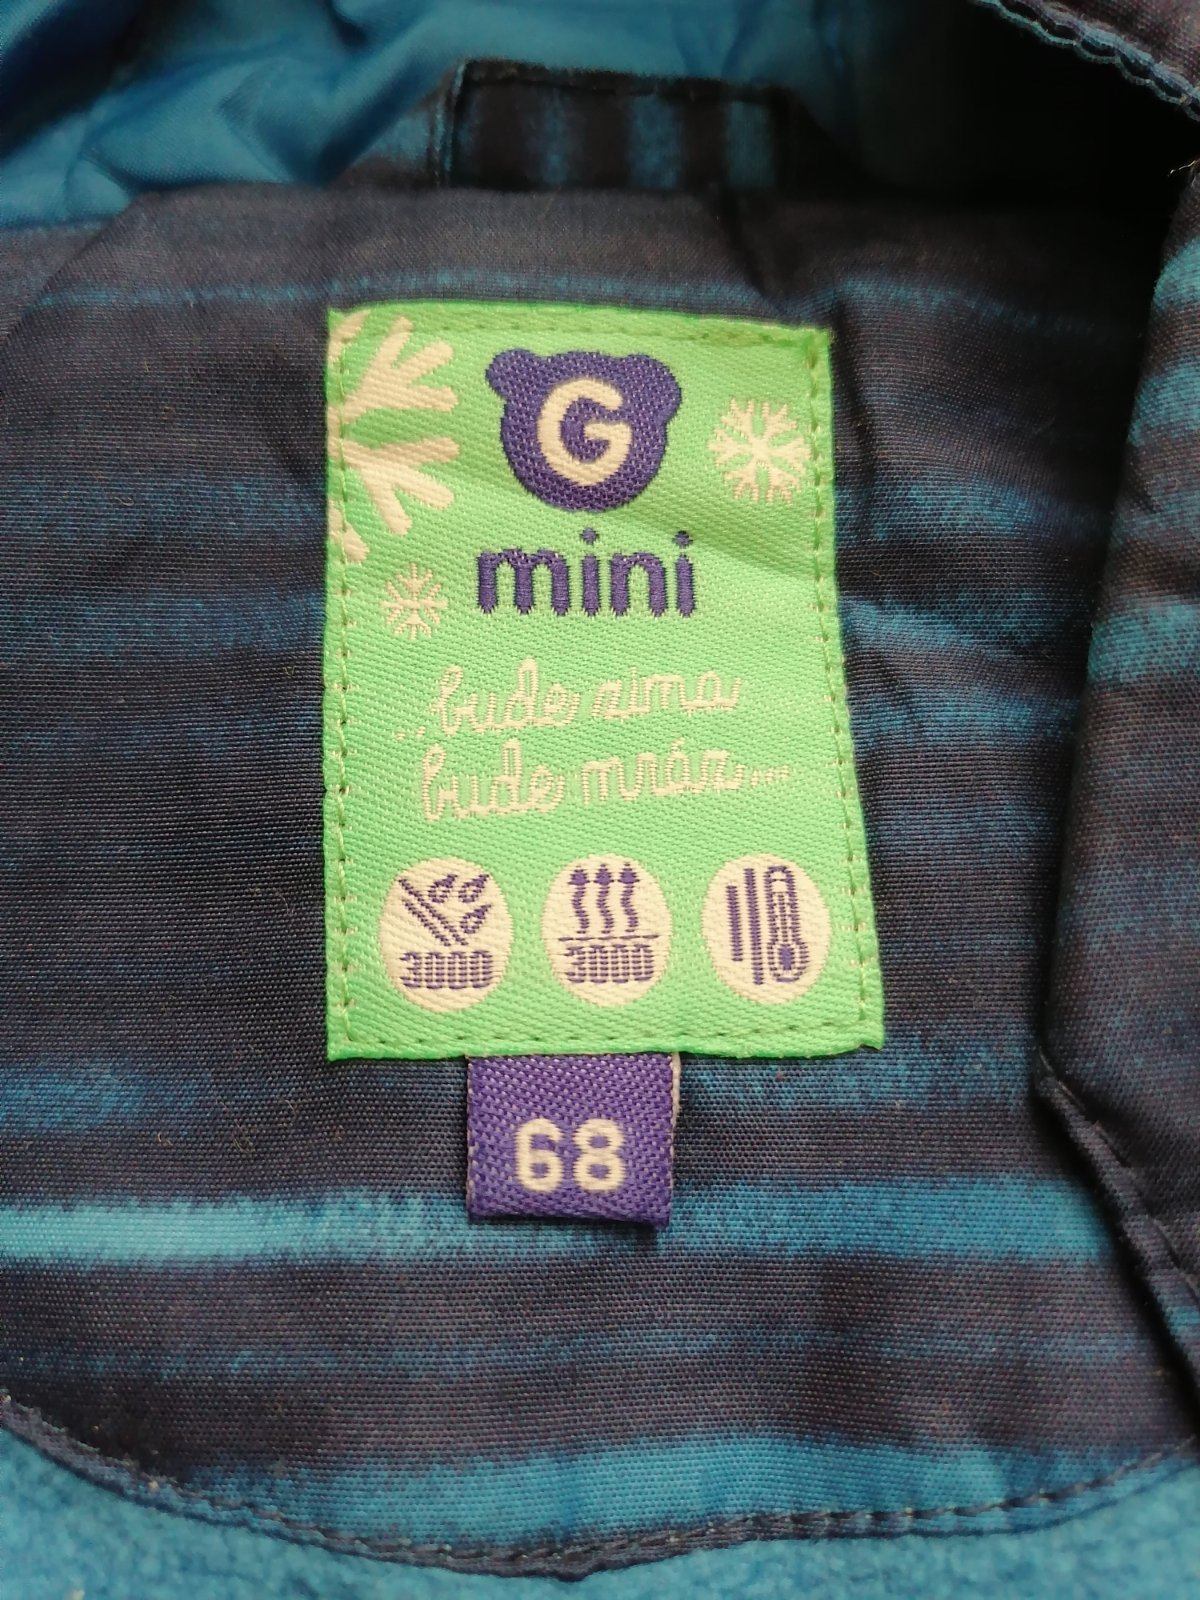 G
mini
..bude zima
bude mráz...
3000 3000
68